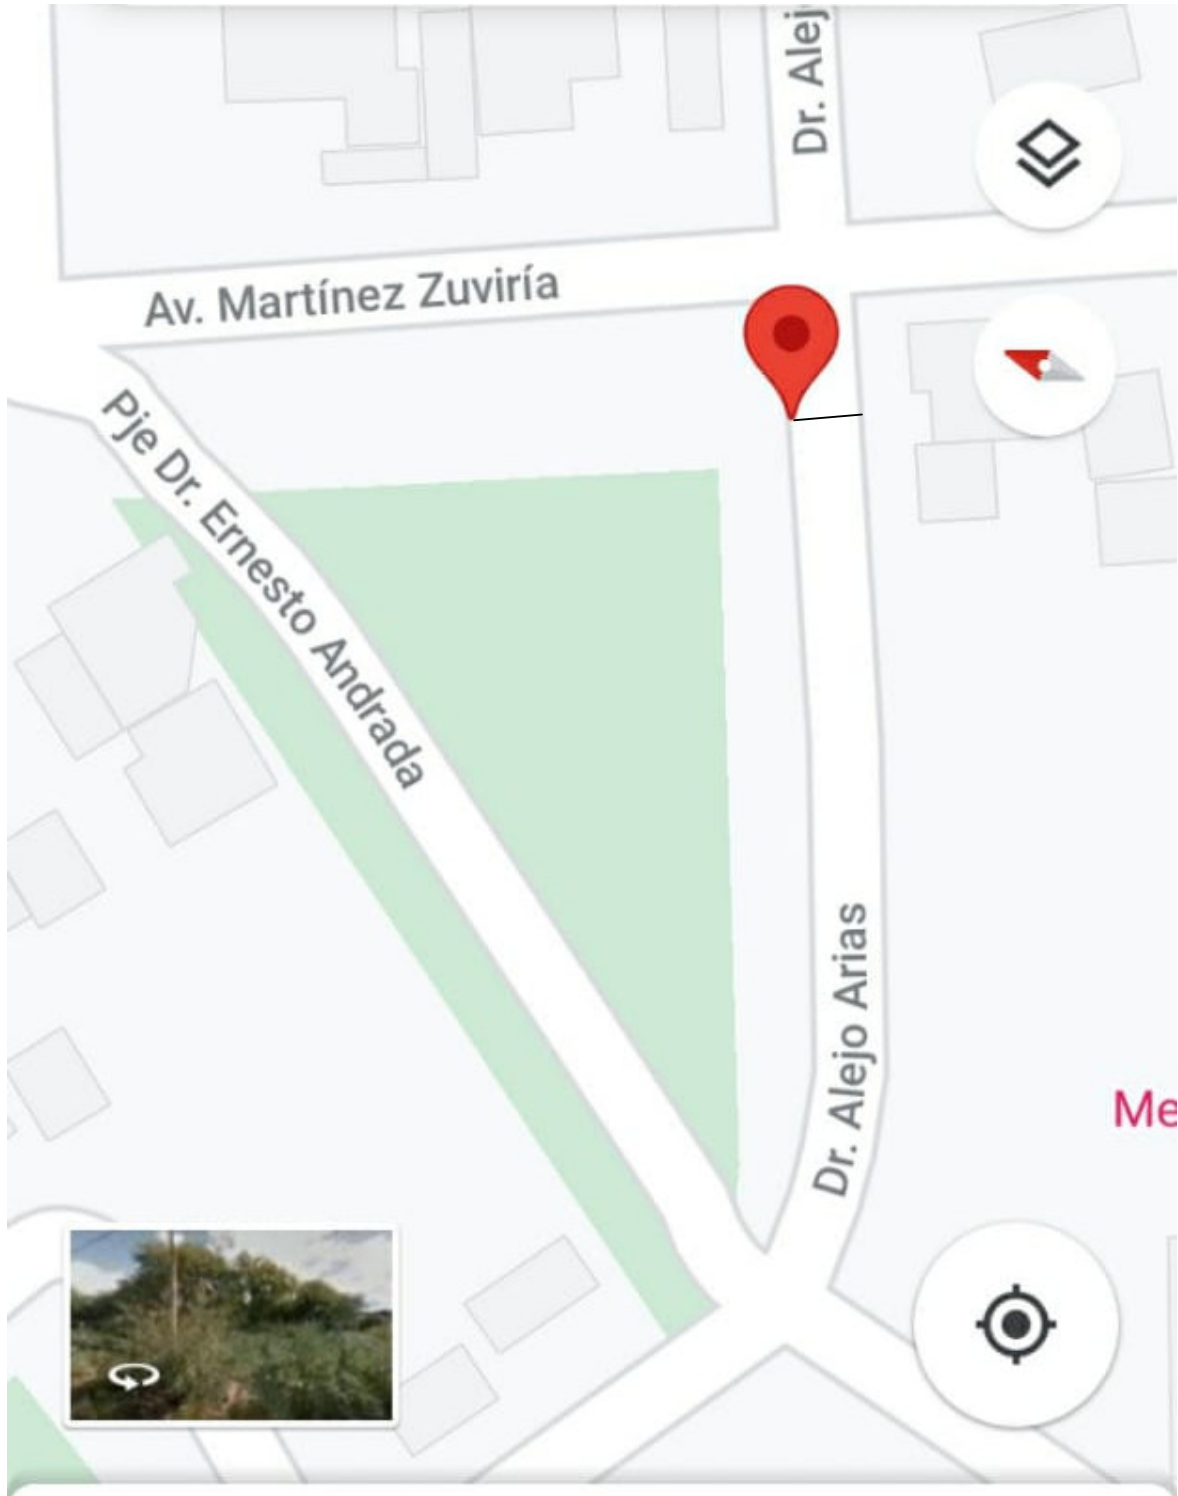 Dr. Alej
Av. Martínez Zuviría
Pje Dr. Ernesto Andrada
Dr. Alejo Arias
Me